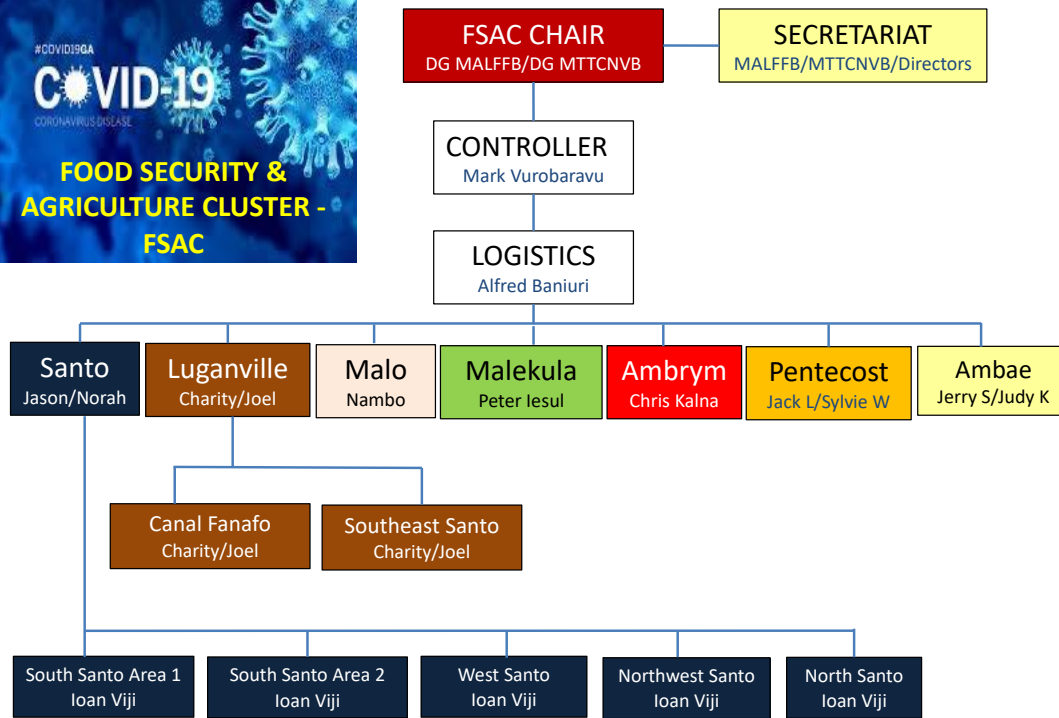 #COVID19GA
COVID-19
CORONAVIRUS DISEASE
FOOD SECURITY &
AGRICULTURE CLUSTER -
FSAC
FSAC CHAIR
DG MALFFB/DG MTTCNVB
SECRETARIAT
MALFFB/MTTCNVB/Directors
CONTROLLER
Mark Vurobaravu
LOGISTICS
Alfred Baniuri
Santo
Jason/Norah
Luganville
Charity/Joel
Malo
Nambo
Malekula
Peter Iesul
Ambrym
Chris Kalna
Pentecost
Jack L/Sylvie W
Ambae
Jerry S/Judy K
Canal Fanafo
Charity/Joel
Southeast Santo
Charity/Joel
South Santo Area 1
Ioan Viji
South Santo Area 2
Ioan Viji
West Santo
Ioan Viji
Northwest Santo
Ioan Viji
North Santo
Ioan Viji